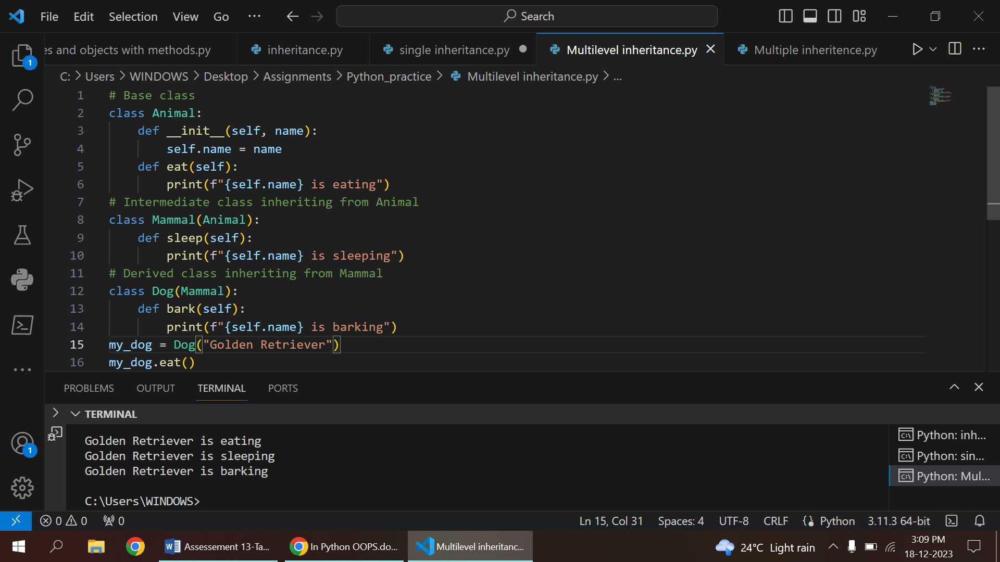 File Edit Selection View Go ... Search
es and objects with methods.py inheritance.py single inheritance.py Multilevel inheritance.py Multiple inheritence.py
C: > Users > WINDOWS > Desktop > Assignments > Python_practice > Multilevel inheritance.py > ...
1 # Base class
2 class Animal:
3     def __init__(self, name):
4         self.name = name
5     def eat(self):
6         print(f"{self.name} is eating")
7 # Intermediate class inheriting from Animal
8 class Mammal(Animal):
9     def sleep(self):
10         print(f"{self.name} is sleeping")
11 # Derived class inheriting from Mammal
12 class Dog(Mammal):
13     def bark(self):
14         print(f"{self.name} is barking")
15 my_dog = Dog("Golden Retriever")
16 my_dog.eat()
PROBLEMS OUTPUT TERMINAL PORTS
TERMINAL
Golden Retriever is eating
Golden Retriever is sleeping
Golden Retriever is barking
C:\Users\WINDOWS>
Python: inh...
Python: sin...
Python: Mul...
1
1
0 0 0 Ln 15, Col 31 Spaces: 4 UTF-8 CRLF Python 3.11.3 64-bit
Assessement 13-Ta... In Python OOPS.do... Multilevel inheritanc... 24°C Light rain 3:09 PM
18-12-2023